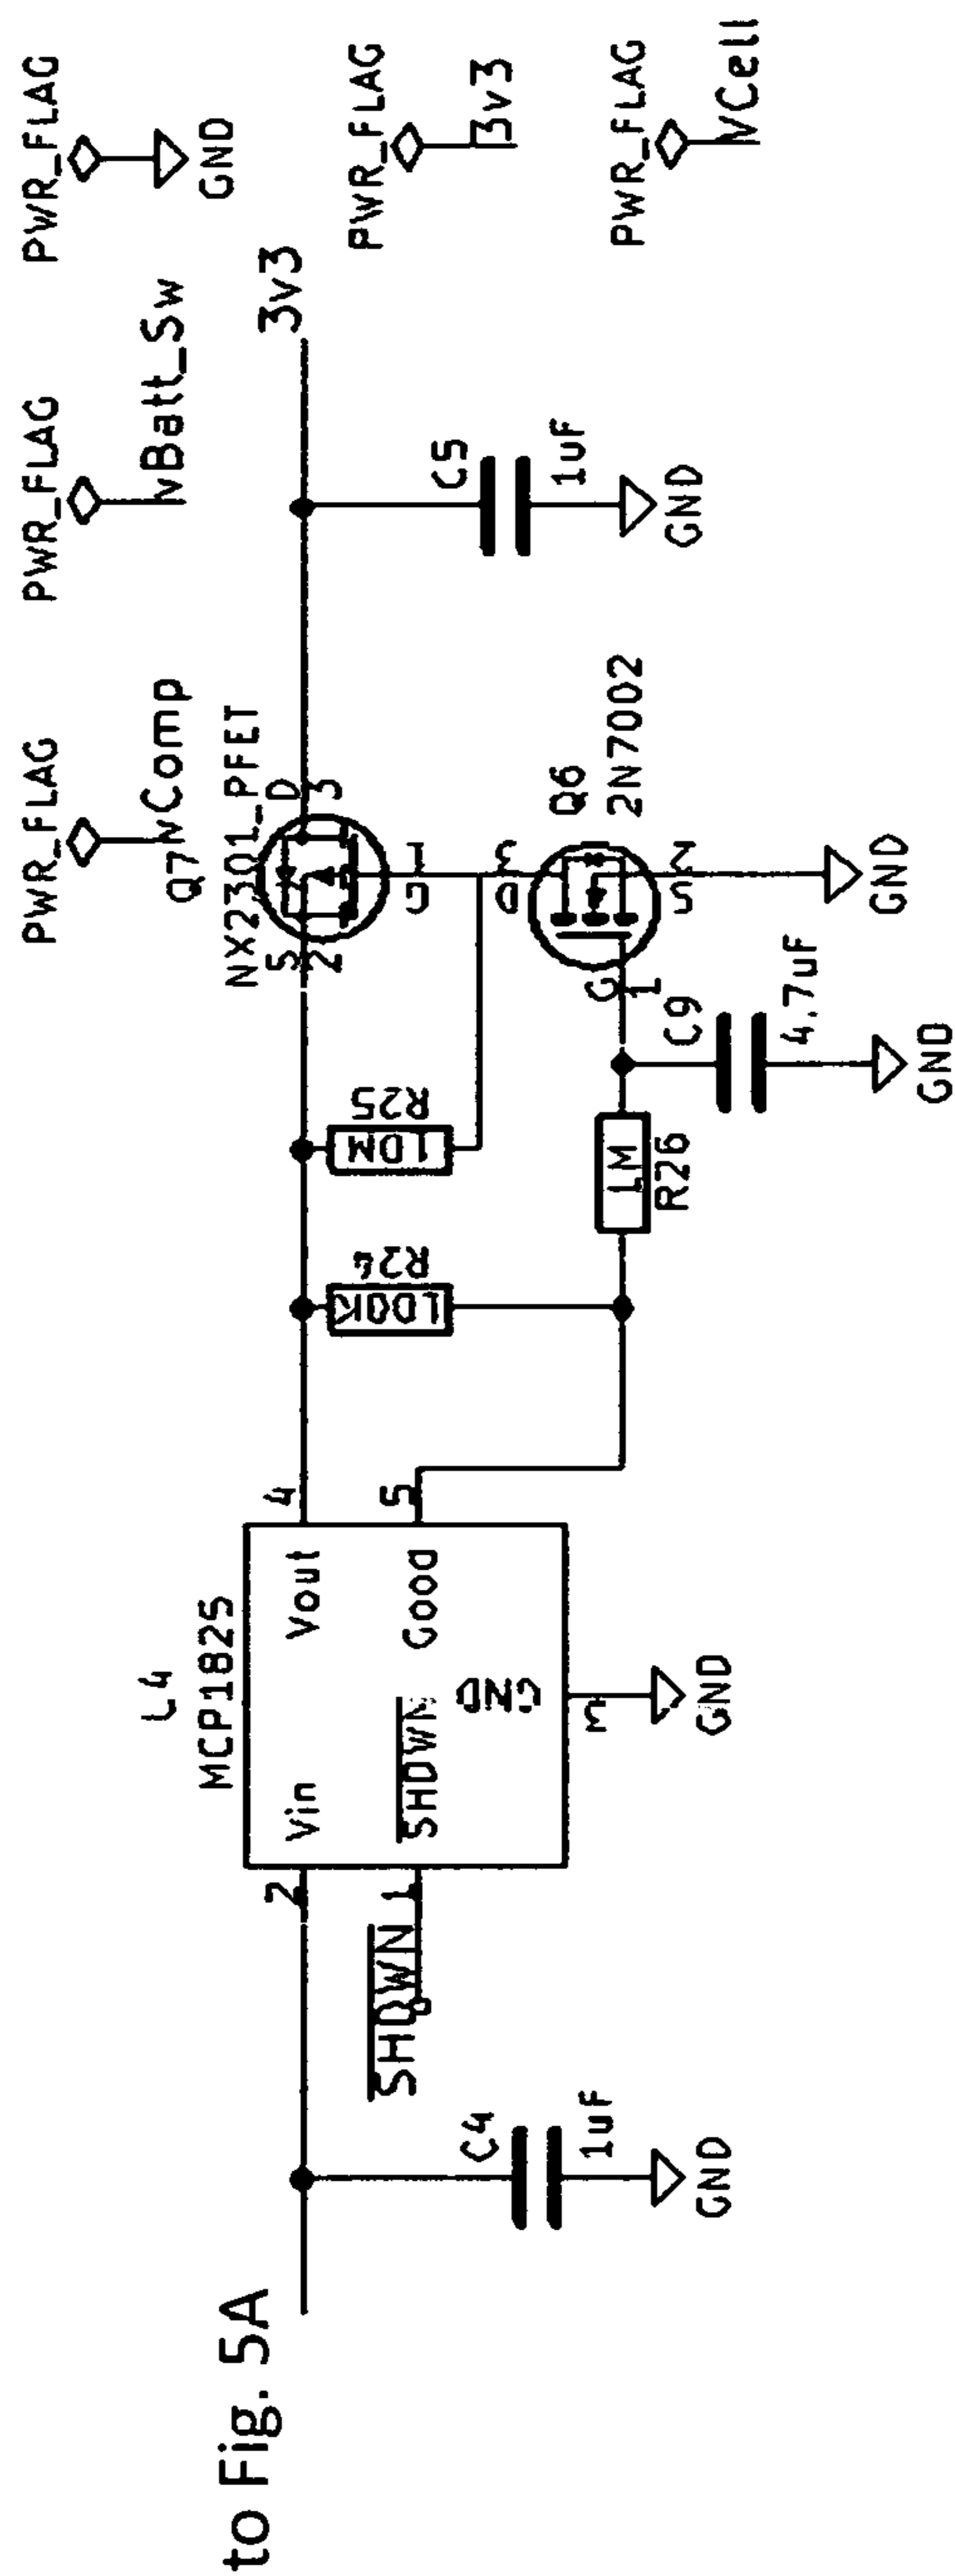 PWR_FLAG
vComp
PWR_FLAG
vBatt_Sw
PWR_FLAG
GND
PWR_FLAG
3v3
PWR_FLAG
VCell
to Fig. 5A
C4
1uF
GND
SHDWN
2
1
MCP1825
Vin
Vout
SHDWN
Good
GND
3
GND
4
5
R24
100K
R25
10M
1M
R26
C9
4.7uF
GND
Q7
NX2301_PFET
S
2
D
3
G
1
Q6
2N7002
D
3
G
1
S
2
GND
C5
1uF
GND
3v3